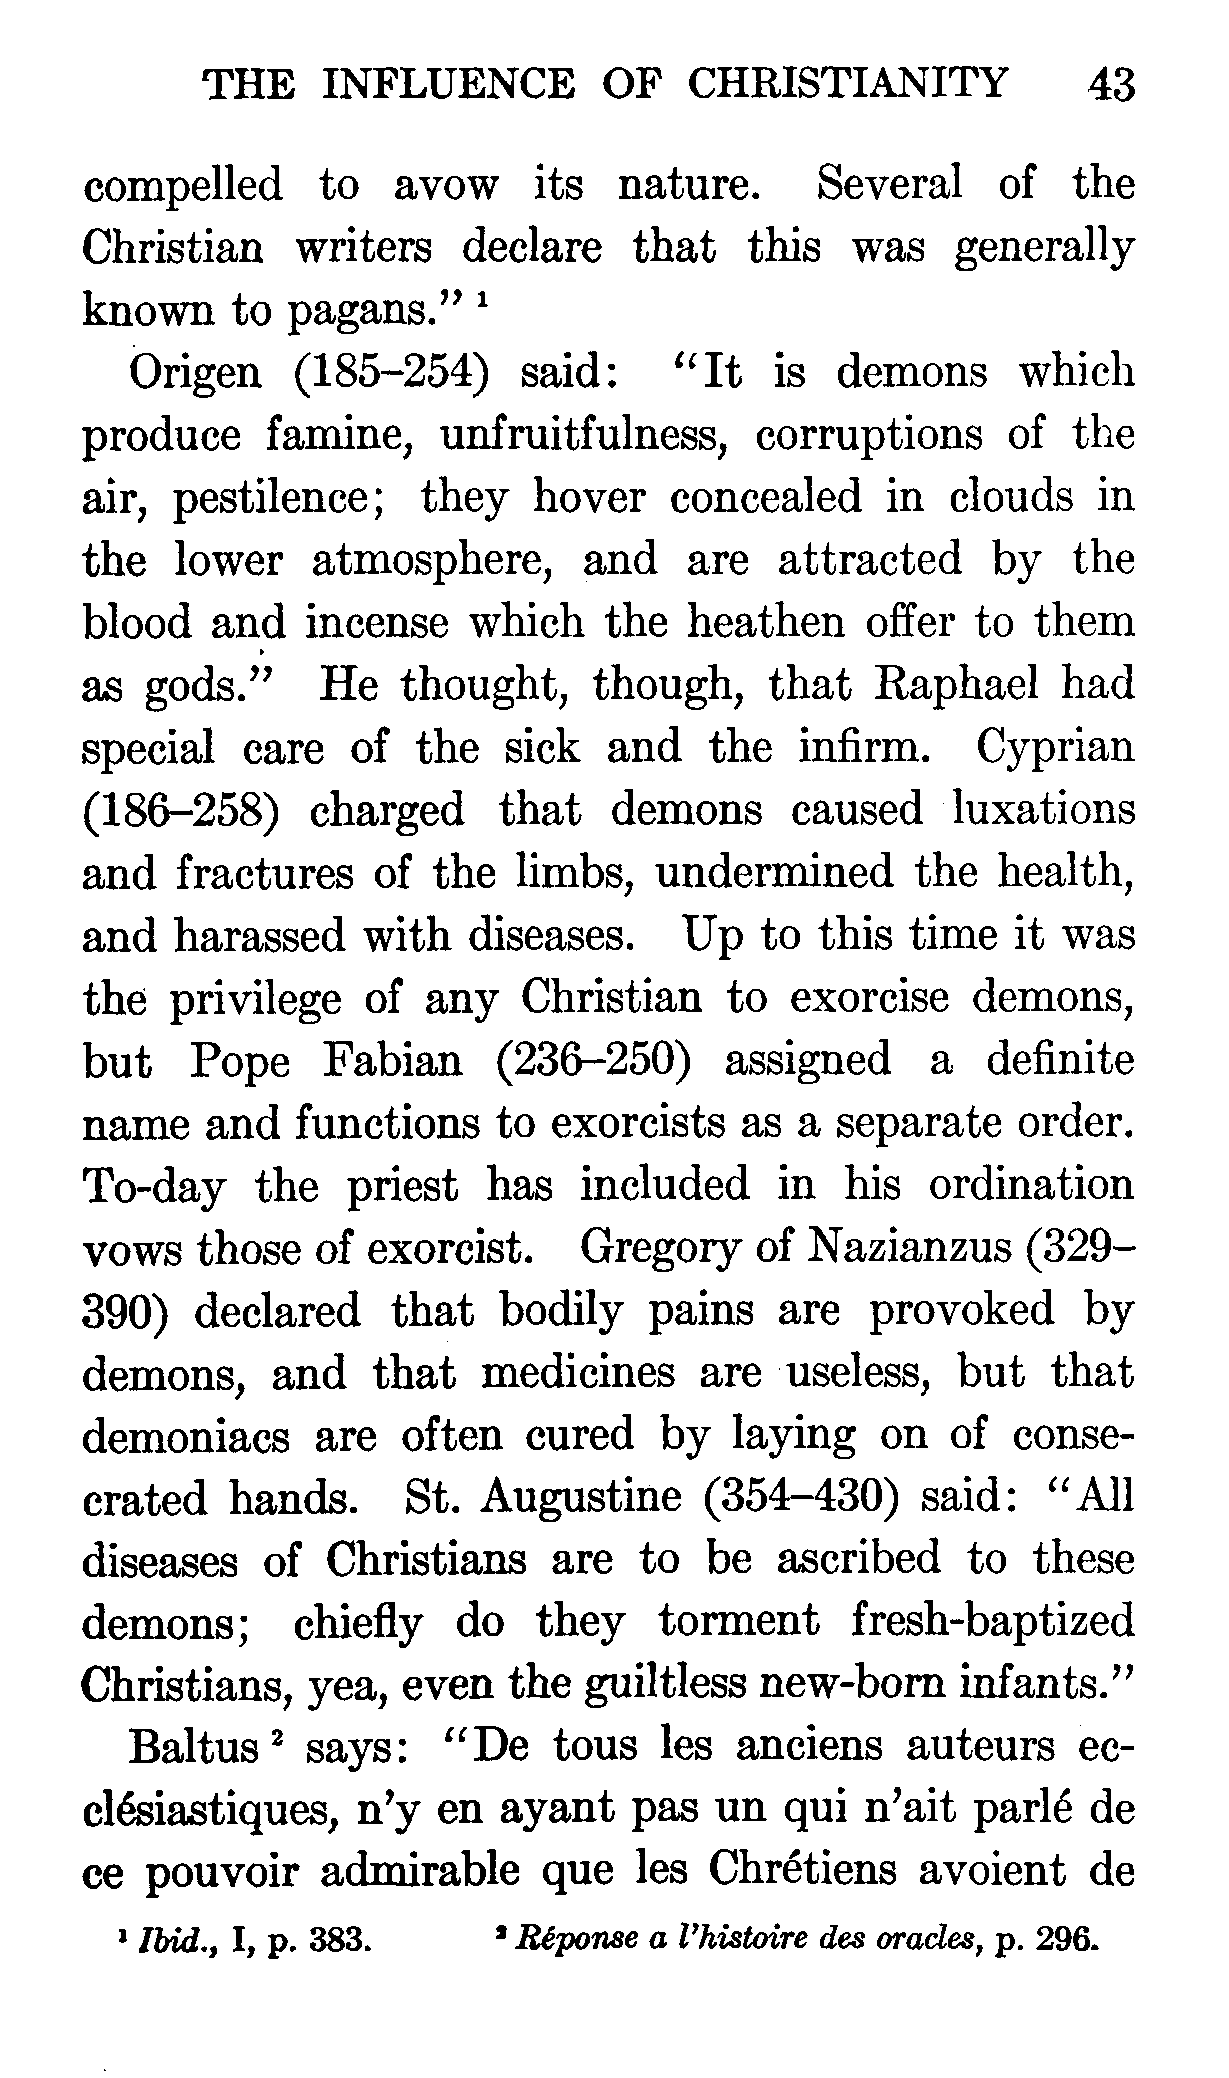 THE INFLUENCE OF CHRISTIANITY 43
compelled to avow its nature. Several of the
Christian writers declare that this was generally
known to pagans.” ¹
Origen (185–254) said: “It is demons which
produce famine, unfruitfulness, corruptions of the
air, pestilence; they hover concealed in clouds in
the lower atmosphere, and are attracted by the
blood and incense which the heathen offer to them
as gods.” He thought, though, that Raphael had
special care of the sick and the infirm. Cyprian
(186–258) charged that demons caused luxations
and fractures of the limbs, undermined the health,
and harassed with diseases. Up to this time it was
the privilege of any Christian to exorcise demons,
but Pope Fabian (236–250) assigned a definite
name and functions to exorcists as a separate order.
To-day the priest has included in his ordination
vows those of exorcist. Gregory of Nazianzus (329–
390) declared that bodily pains are provoked by
demons, and that medicines are useless, but that
demoniacs are often cured by laying on of conse-
crated hands. St. Augustine (354–430) said: “All
diseases of Christians are to be ascribed to these
demons; chiefly do they torment fresh-baptized
Christians, yea, even the guiltless new-born infants.”
Baltus ² says: “De tous les anciens auteurs ec-
clésiastiques, n’y en ayant pas un qui n’ait parlé de
ce pouvoir admirable que les Chrétiens avoient de
¹ Ibid., I, p. 383. ² Réponse a l’histoire des oracles, p. 296.